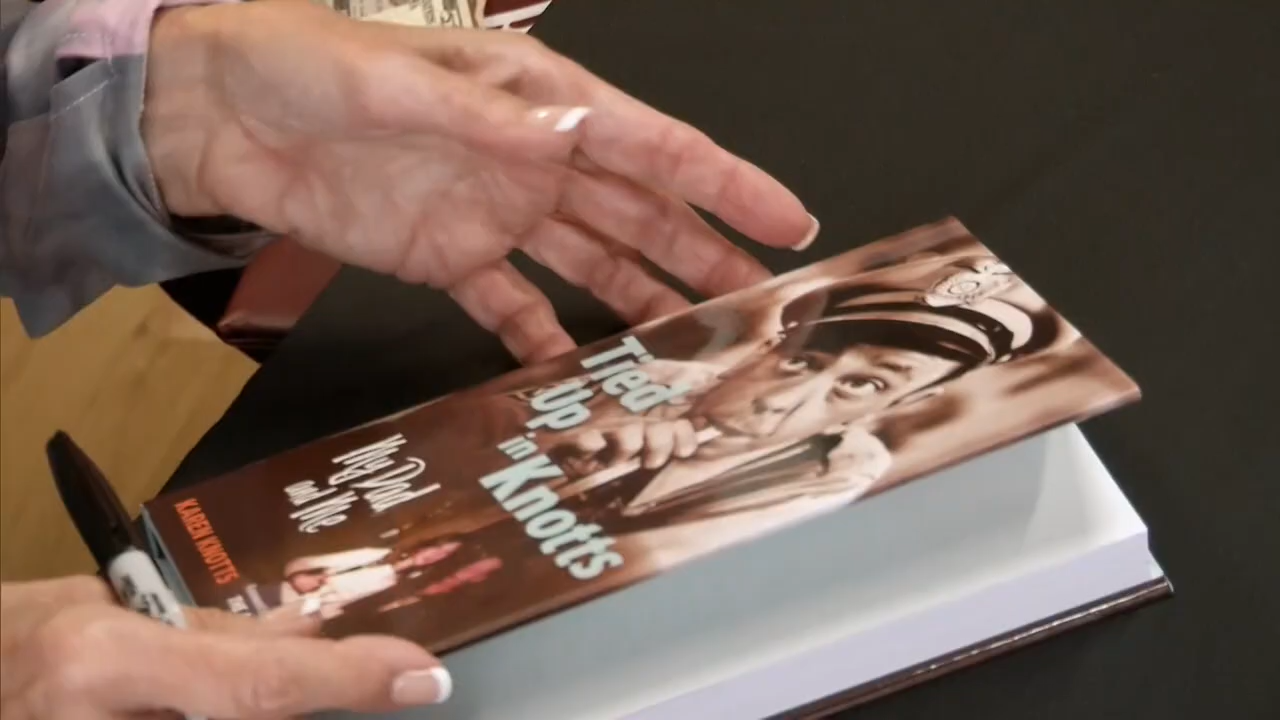 Tied
Up
in
Knotts
My Dad
and Me
KAREN KNOTTS